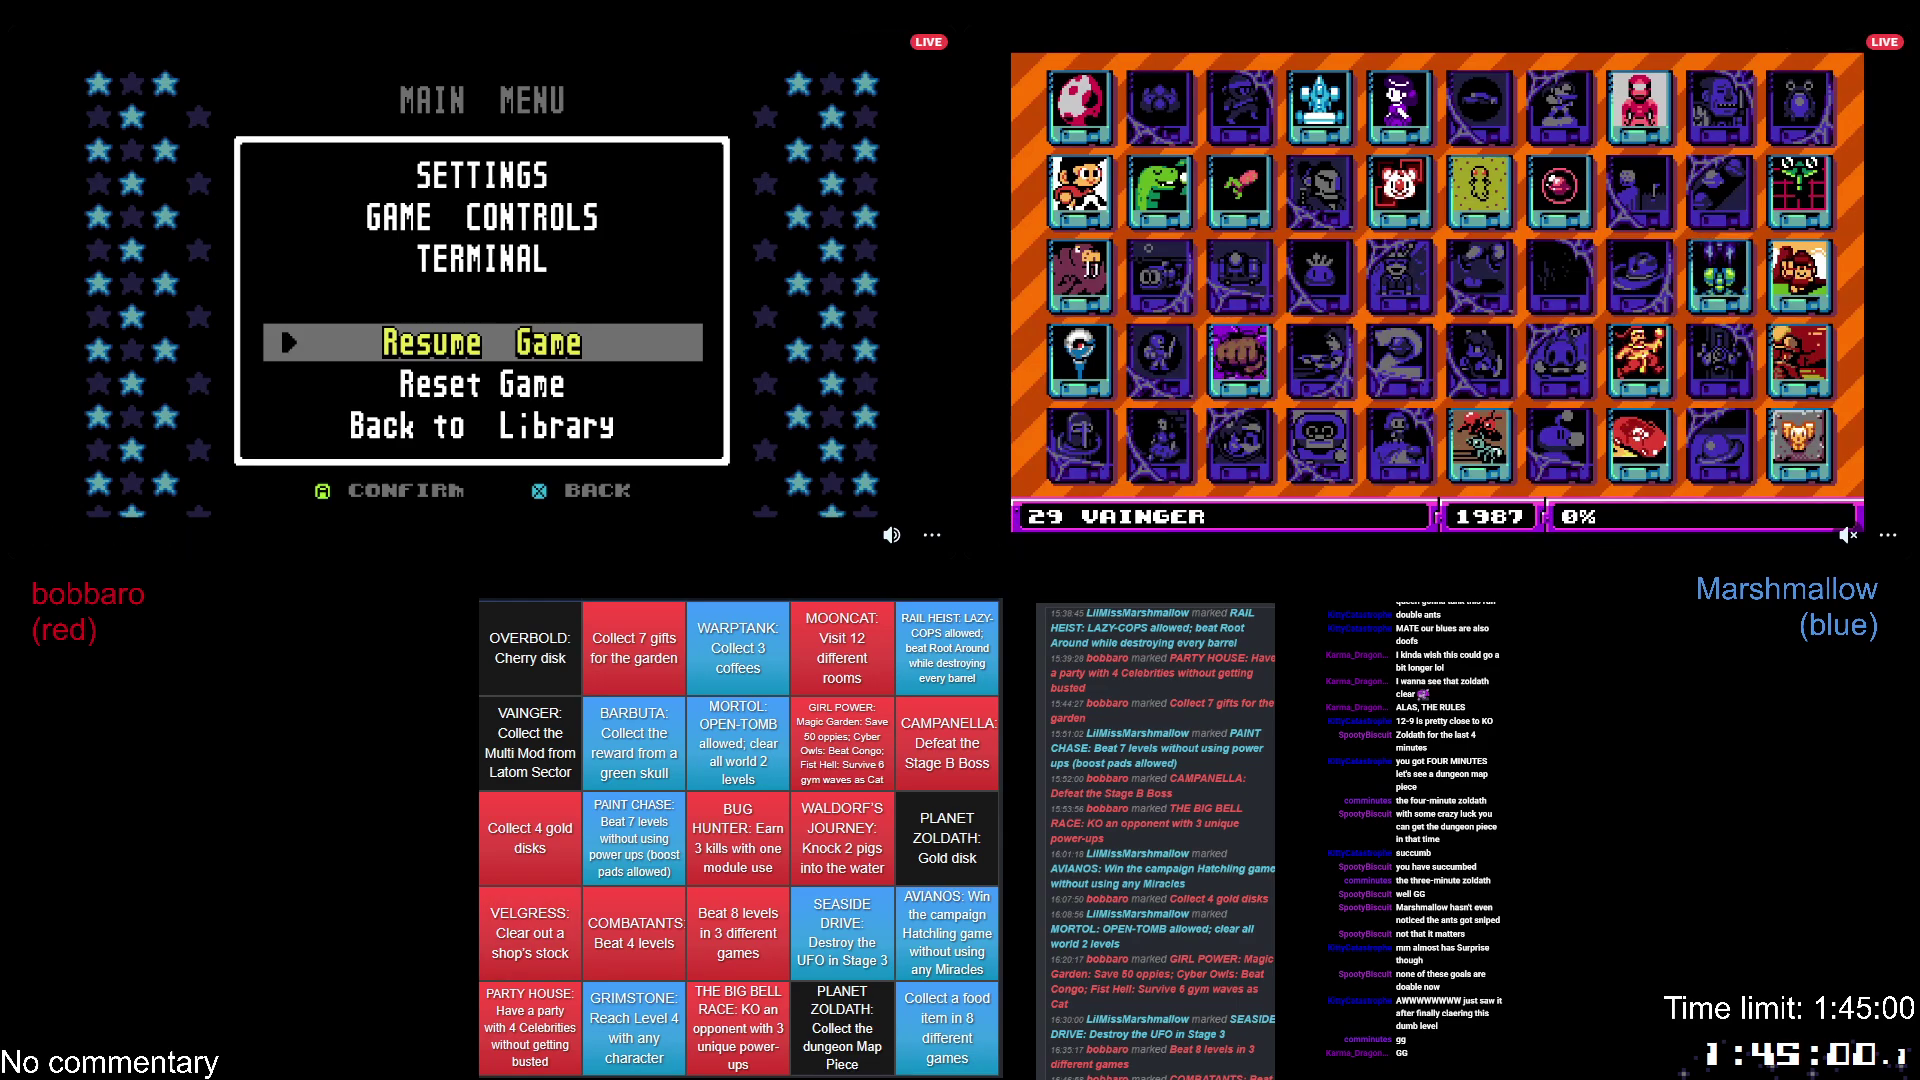 LIVE
MAIN MENU
SETTINGS
GAME CONTROLS
TERMINAL
Resume Game
Reset Game
Back to Library
A CONFIRM X BACK
LIVE
29 VAINGER 1987 0%
bobbaro
(red)
Marshmallow
(blue)
OVERBOLD:
Cherry disk
Collect 7 gifts
for the garden
WARPTANK:
Collect 3
coffees
MOONCAT:
Visit 12
different
rooms
RAIL HEIST: LAZY-
COPS allowed;
beat Root Around
while destroying
every barrel
VAINGER:
Collect the
Multi Mod from
Latom Sector
BARBUTA:
Collect the
reward from a
green skull
MORTOL:
OPEN-TOMB
allowed; clear
all world 2
levels
GIRL POWER:
Magic Garden: Save
50 oppies; Cyber
Owls: Beat Congo;
Fist Hell: Survive 6
gym waves as Cat
CAMPANELLA:
Defeat the
Stage B Boss
Collect 4 gold
disks
PAINT CHASE:
Beat 7 levels
without using
power ups (boost
pads allowed)
BUG
HUNTER: Earn
3 kills with one
module use
WALDORF'S
JOURNEY:
Knock 2 pigs
into the water
PLANET
ZOLDATH:
Gold disk
VELGRESS:
Clear out a
shop's stock
COMBATANTS:
Beat 4 levels
Beat 8 levels
in 3 different
games
SEASIDE
DRIVE:
Destroy the
UFO in Stage 3
AVIANOS: Win
the campaign
Hatchling game
without using
any Miracles
PARTY HOUSE:
Have a party
with 4 Celebrities
without getting
busted
GRIMSTONE:
Reach Level 4
with any
character
THE BIG BELL
RACE: KO an
opponent with 3
unique power-
ups
PLANET
ZOLDATH:
Collect the
dungeon Map
Piece
Collect a food
item in 8
different
games
15:38:45 LilMissMarshmallow marked RAIL
HEIST: LAZY-COPS allowed; beat Root
Around while destroying every barrel
15:39:28 bobbaro marked PARTY HOUSE: Have
a party with 4 Celebrities without getting
busted
15:44:27 bobbaro marked Collect 7 gifts for the
garden
15:51:02 LilMissMarshmallow marked PAINT
CHASE: Beat 7 levels without using power
ups (boost pads allowed)
15:52:00 bobbaro marked CAMPANELLA:
Defeat the Stage B Boss
15:53:56 bobbaro marked THE BIG BELL
RACE: KO an opponent with 3 unique
power-ups
16:01:18 LilMissMarshmallow marked
AVIANOS: Win the campaign Hatchling game
without using any Miracles
16:07:50 bobbaro marked Collect 4 gold disks
16:08:56 LilMissMarshmallow marked
MORTOL: OPEN-TOMB allowed; clear all
world 2 levels
16:20:17 bobbaro marked GIRL POWER: Magic
Garden: Save 50 oppies; Cyber Owls: Beat
Congo; Fist Hell: Survive 6 gym waves as
Cat
16:30:00 LilMissMarshmallow marked SEASIDE
DRIVE: Destroy the UFO in Stage 3
16:35:17 bobbaro marked Beat 8 levels in 3
different games
bobbaro marked COMBATANTS: Beat
double ants
KittyCatastrophe MATE our blues are also
doofs
Karma_Dragon... I kinda wish this could go a
bit longer lol
Karma_Dragon... I wanna see that zoldath
clear
Karma_Dragon... ALAS, THE RULES
KittyCatastrophe 12-9 is pretty close to KO
SpootyBiscuit Zoldath for the last 4
minutes
KittyCatastrophe you got FOUR MINUTES
let's see a dungeon map
piece
comminutes the four-minute zoldath
SpootyBiscuit with some crazy luck you
can get the dungeon piece
in that time
KittyCatastrophe succumb
SpootyBiscuit you have succumbed
comminutes the three-minute zoldath
SpootyBiscuit well GG
SpootyBiscuit Marshmallow hasn't even
noticed the ants got sniped
SpootyBiscuit not that it matters
KittyCatastrophe mm almost has Surprise
though
SpootyBiscuit none of these goals are
doable now
KittyCatastrophe AWWWWWWWW just saw it
after finally claering this
dumb level
comminutes gg
Karma_Dragon... GG
No commentary
Time limit: 1:45:00
1:45:00.1